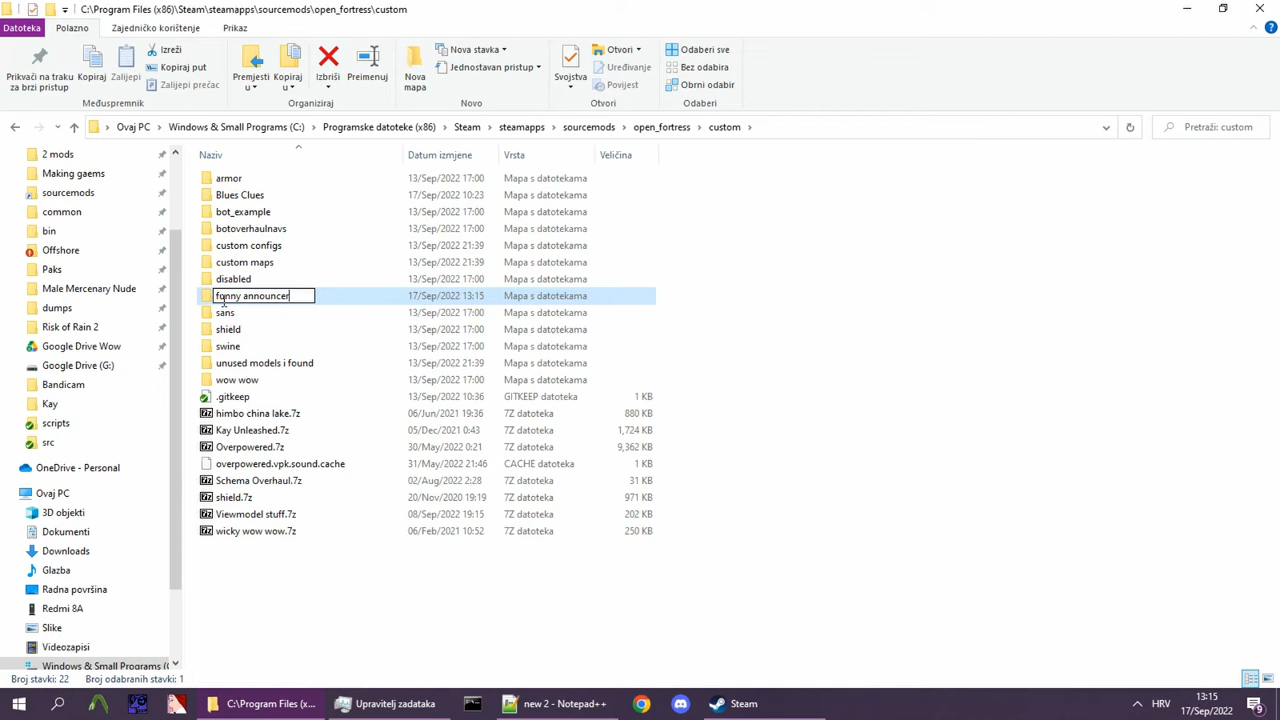 C:\Program Files (x86)\Steam\steamapps\sourcemods\open_fortress\custom
Datoteka Polazno Zajedničko korištenje Prikaz
Prikvači na traku za brzi pristup
Kopiraj
Zalijepi
Izreži
Kopiraj put
Zalijepi prečac
Međuspremnik
Premjesti u
Kopiraj u
Izbriši
Preimenuj
Organiziraj
Nova mapa
Nova stavka
Jednostavan pristup
Novo
Svojstva
Otvori
Uređivanje
Povijest
Otvori
Odaberi sve
Bez odabira
Obrni odabir
Odaberi
Ovaj PC > Windows & Small Programs (C:) > Programske datoteke (x86) > Steam > steamapps > sourcemods > open_fortress > custom >
Pretraži: custom
2 mods
Making gaems
sourcemods
common
bin
Offshore
Paks
Male Mercenary Nude
dumps
Risk of Rain 2
Google Drive Wow
Google Drive (G:)
Bandicam
Kay
scripts
src
OneDrive - Personal
Ovaj PC
3D objekti
Dokumenti
Downloads
Glazba
Radna površina
Redmi 8A
Slike
Videozapisi
Windows & Small Programs (
Naziv Datum izmjene Vrsta Veličina
armor 13/Sep/2022 17:00 Mapa s datotekama
Blues Clues 17/Sep/2022 10:23 Mapa s datotekama
bot_example 13/Sep/2022 17:00 Mapa s datotekama
botoverhaulnavs 13/Sep/2022 17:00 Mapa s datotekama
custom configs 13/Sep/2022 21:39 Mapa s datotekama
custom maps 13/Sep/2022 21:39 Mapa s datotekama
disabled 13/Sep/2022 17:00 Mapa s datotekama
fonny announcer 17/Sep/2022 13:15 Mapa s datotekama
sans 13/Sep/2022 17:00 Mapa s datotekama
shield 13/Sep/2022 17:00 Mapa s datotekama
swine 13/Sep/2022 17:00 Mapa s datotekama
unused models i found 13/Sep/2022 21:39 Mapa s datotekama
wow wow 13/Sep/2022 17:00 Mapa s datotekama
.gitkeep 13/Sep/2022 10:36 GITKEEP datoteka 1 KB
himbo china lake.7z 06/Jun/2021 19:36 7Z datoteka 880 KB
Kay Unleashed.7z 05/Dec/2021 0:43 7Z datoteka 1,724 KB
Overpowered.7z 30/May/2022 0:21 7Z datoteka 9,362 KB
overpowered.vpk.sound.cache 31/May/2022 21:46 CACHE datoteka 1 KB
Schema Overhaul.7z 02/Aug/2022 2:28 7Z datoteka 31 KB
shield.7z 20/Nov/2020 19:19 7Z datoteka 971 KB
Viewmodel stuff.7z 08/Sep/2022 19:15 7Z datoteka 202 KB
wicky wow wow.7z 06/Feb/2021 10:52 7Z datoteka 250 KB
Broj stavki: 22 Broj odabranih stavki: 1
C:\Program Files (x...
Upravitelj zadataka
new 2 - Notepad++
Steam
HRV
13:15
17/Sep/2022
9